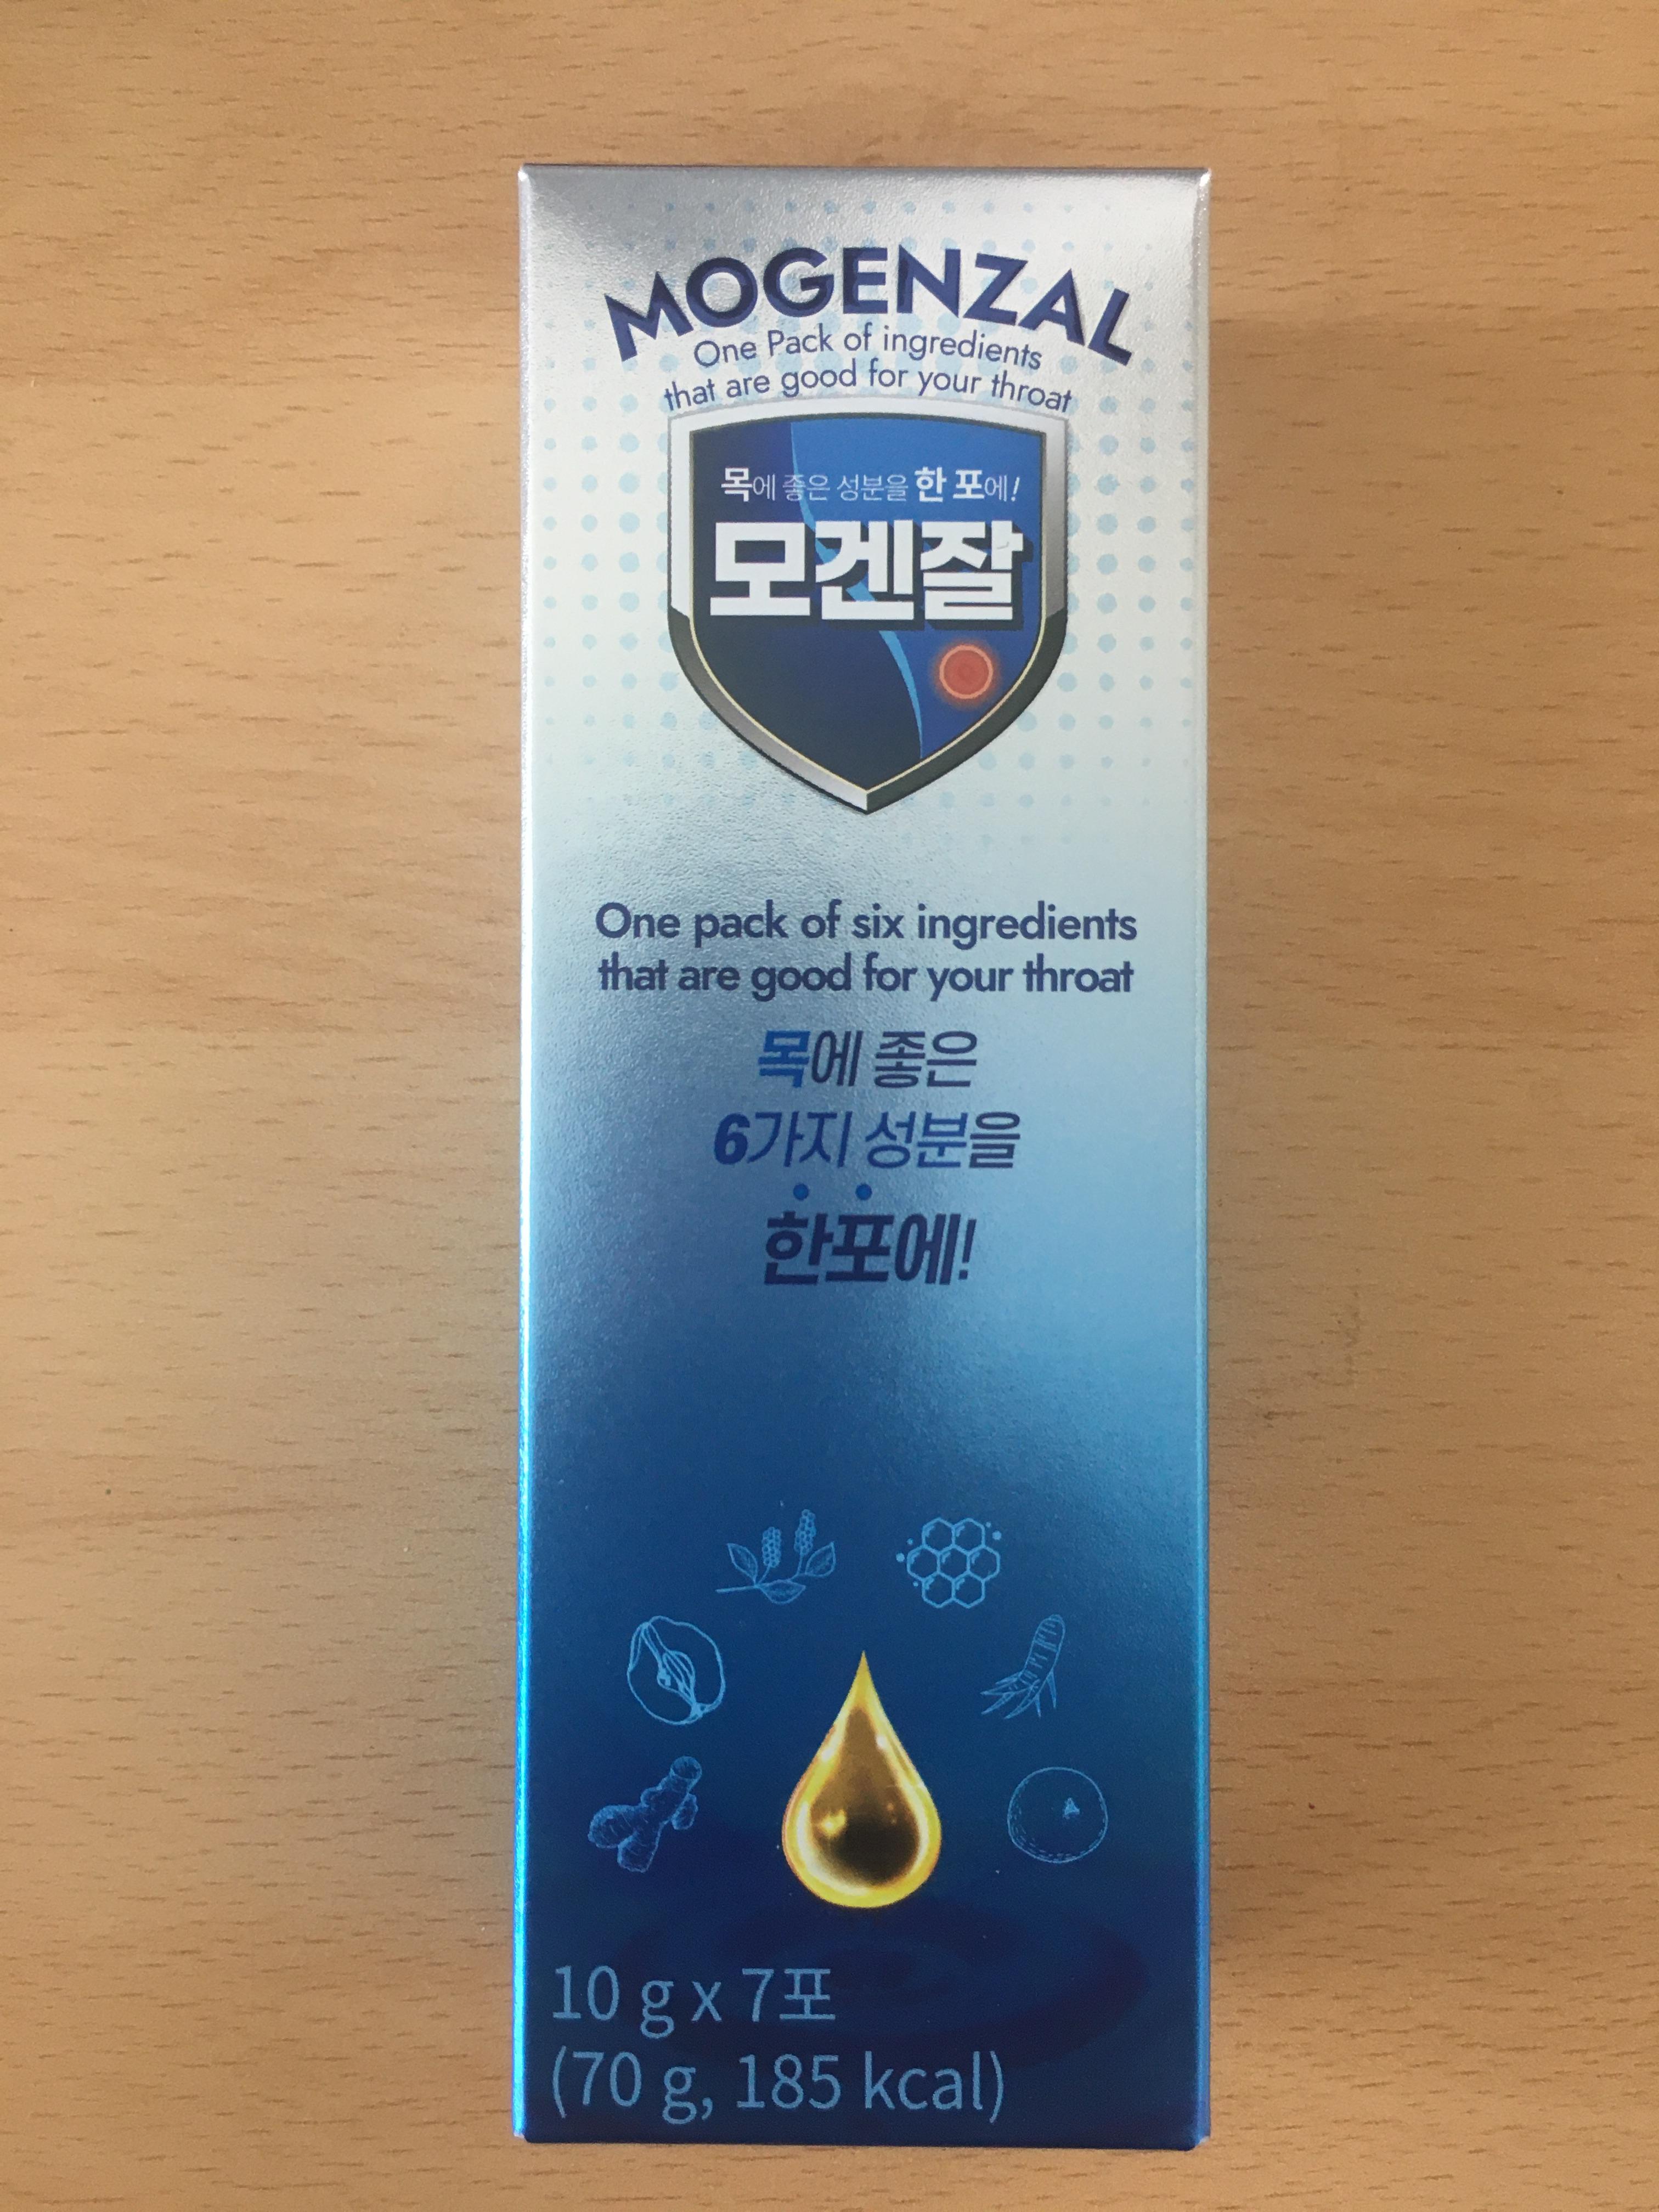 MOGENZAL
One Pack of ingredients
that are good for your throat
목에 좋은 성분을 한 포에!
모겐잘
One pack of six ingredients
that are good for your throat
목에 좋은
6가지 성분을
한포에!
10 g x 7포
(70 g, 185 kcal)